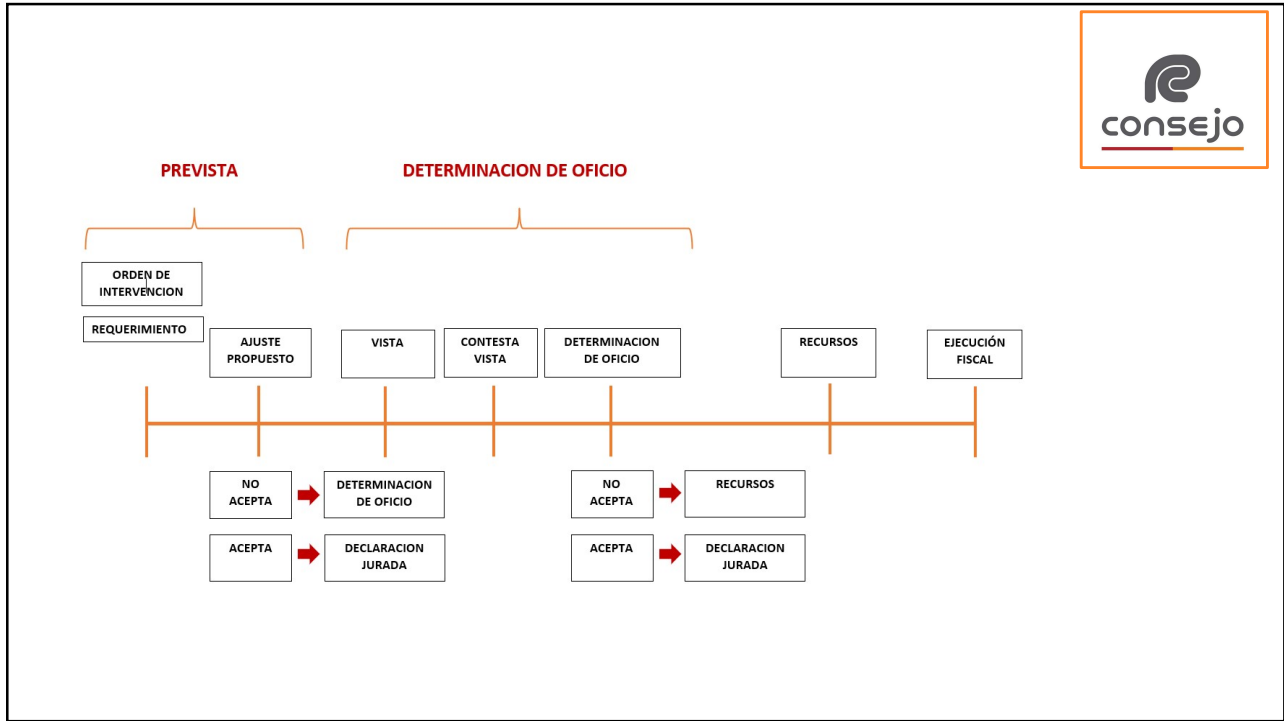 consejo
PREVISTA
DETERMINACION DE OFICIO
ORDEN DE
INTERVENCION
REQUERIMIENTO
AJUSTE
PROPUESTO
VISTA
CONTESTA
VISTA
DETERMINACION
DE OFICIO
RECURSOS
EJECUCIÓN
FISCAL
NO
ACEPTA
DETERMINACION
DE OFICIO
NO
ACEPTA
RECURSOS
ACEPTA
DECLARACION
JURADA
ACEPTA
DECLARACION
JURADA